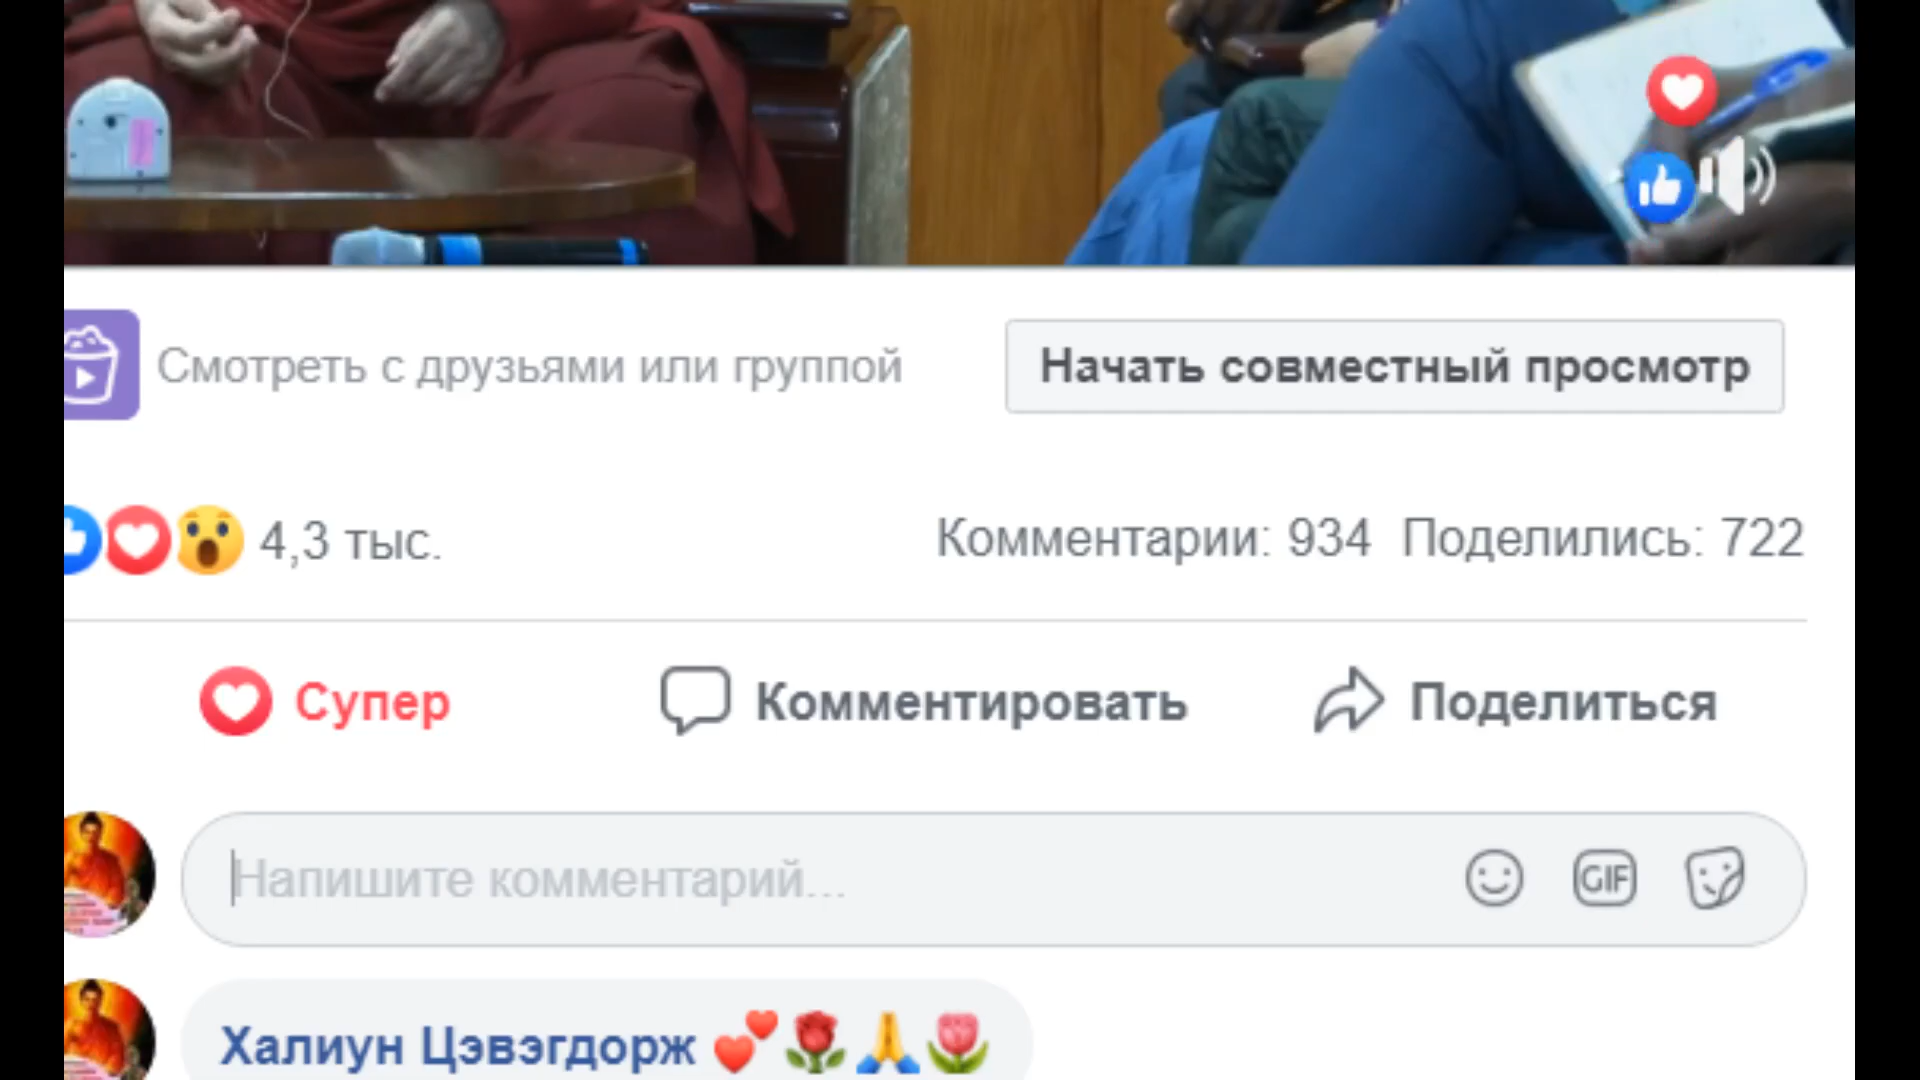 Смотреть с друзьями или группой
Начать совместный просмотр
4,3 тыс.
Комментарии: 934 Поделились: 722
Супер
Комментировать
Поделиться
Напишите комментарий...
GIF
Халиун Цэвэгдорж 💕🌹🙏🌷